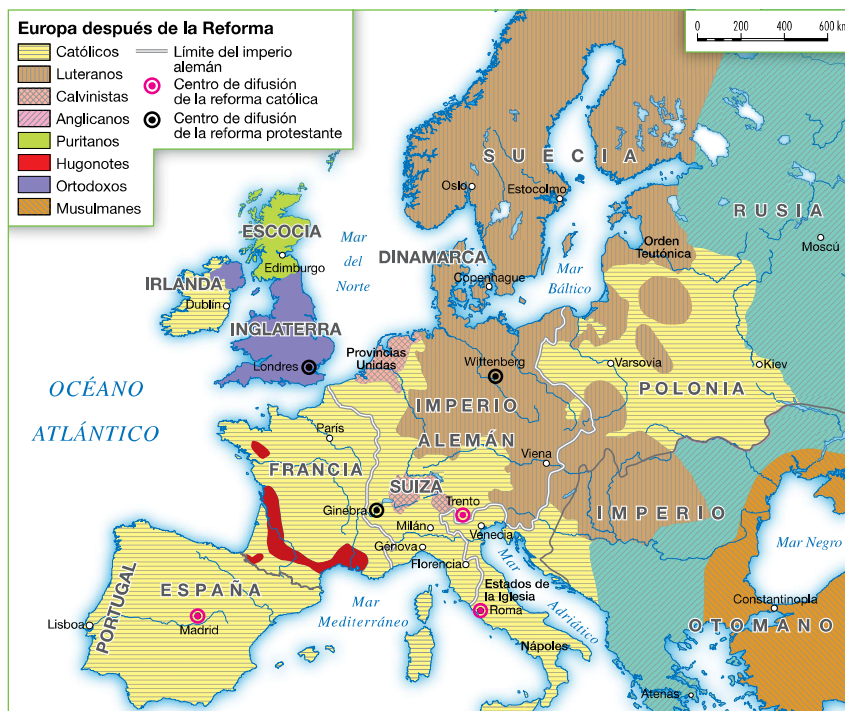 Europa después de la Reforma
Católicos
Luteranos
Calvinistas
Anglicanos
Puritanos
Hugonotes
Ortodoxos
Musulmanes
Límite del imperio
alemán
Centro de difusión
de la reforma católica
Centro de difusión
de la reforma protestante
0 200 400 600 km
SUECIA
Oslo
Estocolmo
RUSIA
Moscú
ESCOCIA
Edimburgo
Mar
del
Norte
DINAMARCA
Copenhague
Orden
Teutónica
Mar
Báltico
IRLANDA
Dublín
INGLATERRA
Londres
Provincias
Unidas
Wittenberg
Varsovia
Kiev
POLONIA
OCÉANO
ATLÁNTICO
IMPERIO
ALEMÁN
París
FRANCIA
Viena
SUIZA
Ginebra
Trento
Milán
Venecia
Génova
Florencia
IMPERIO
OTOMANO
Mar Negro
Constantinopla
Atenas
PORTUGAL
Lisboa
ESPAÑA
Madrid
Mar
Mediterráneo
Estados de
la Iglesia
Roma
Mar
Adriático
Nápoles